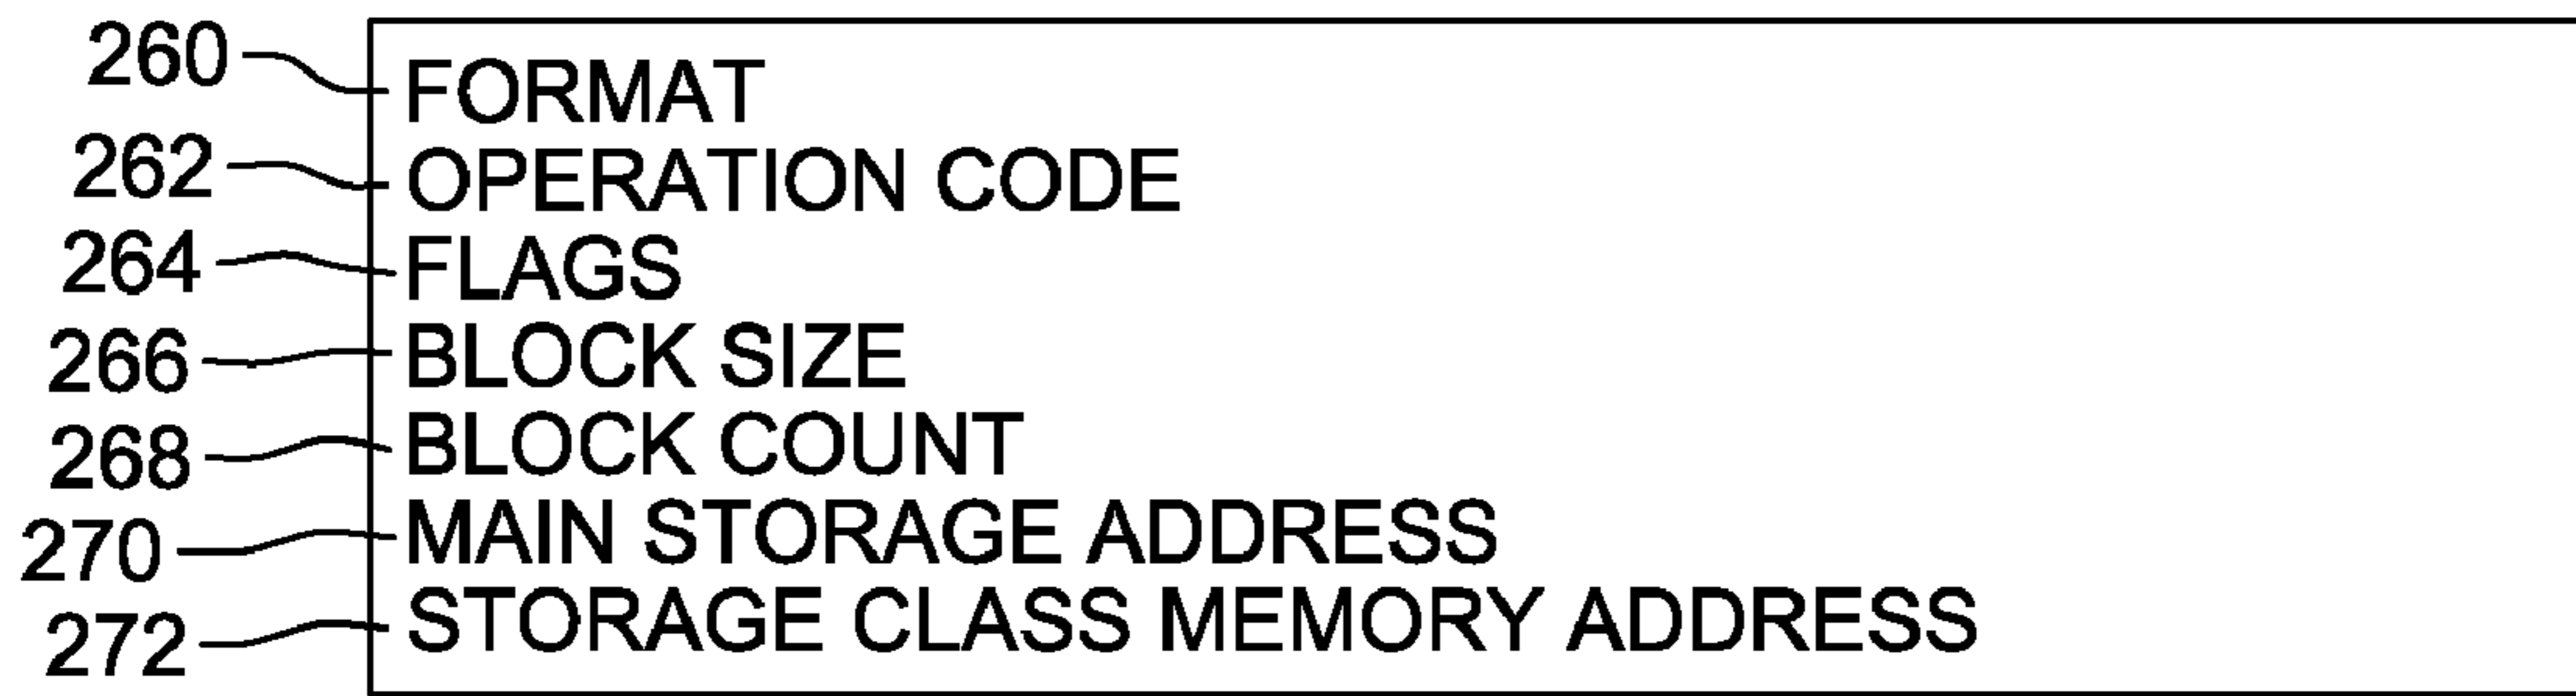 260 FORMAT
262 OPERATION CODE
264 FLAGS
266 BLOCK SIZE
268 BLOCK COUNT
270 MAIN STORAGE ADDRESS
272 STORAGE CLASS MEMORY ADDRESS